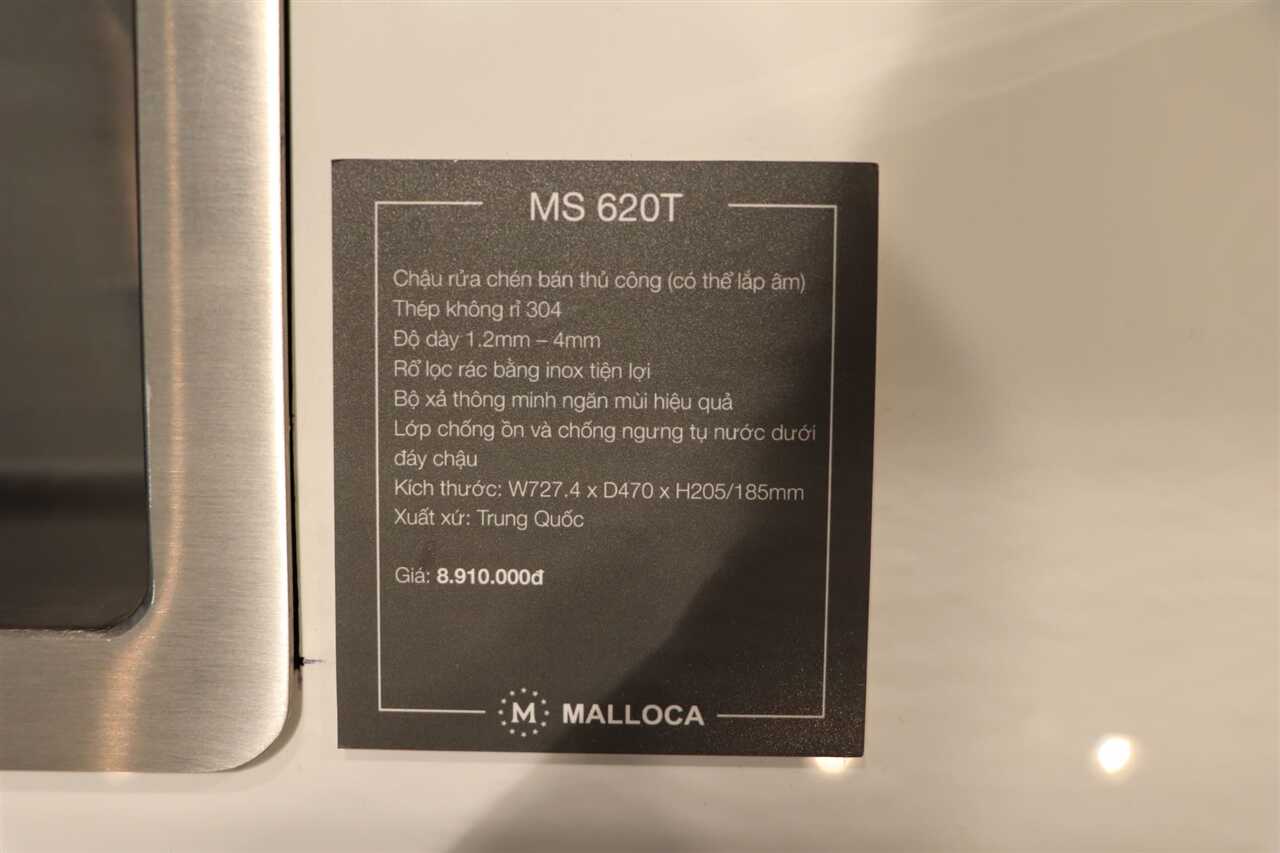 MS 620T
Chậu rửa chén bán thủ công (có thể lắp âm)
Thép không rỉ 304
Độ dày 1.2mm – 4mm
Rổ lọc rác bằng inox tiện lợi
Bộ xả thông minh ngăn mùi hiệu quả
Lớp chống ồn và chống ngưng tụ nước dưới
đáy chậu
Kích thước: W727.4 x D470 x H205/185mm
Xuất xứ: Trung Quốc
Giá: 8.910.000đ
M MALLOCA